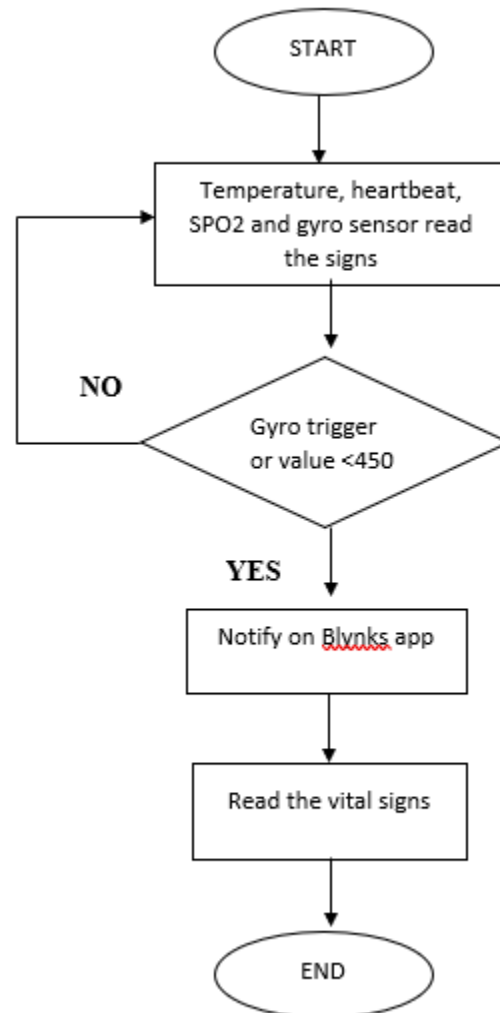 START
Temperature, heartbeat,
SPO2 and gyro sensor read
the signs
NO
Gyro trigger
or value <450
YES
Notify on Blynks app
Read the vital signs
END